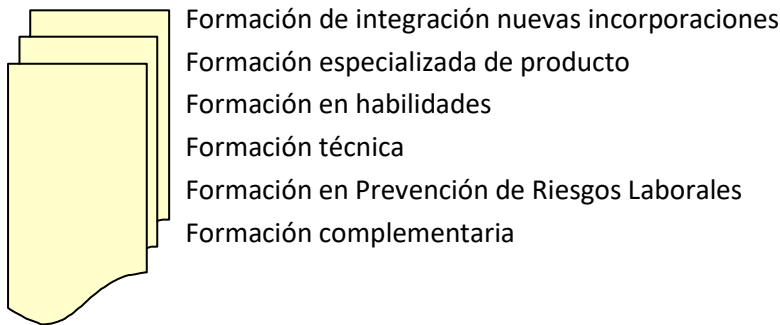 Formación de integración nuevas incorporaciones
Formación especializada de producto
Formación en habilidades
Formación técnica
Formación en Prevención de Riesgos Laborales
Formación complementaria